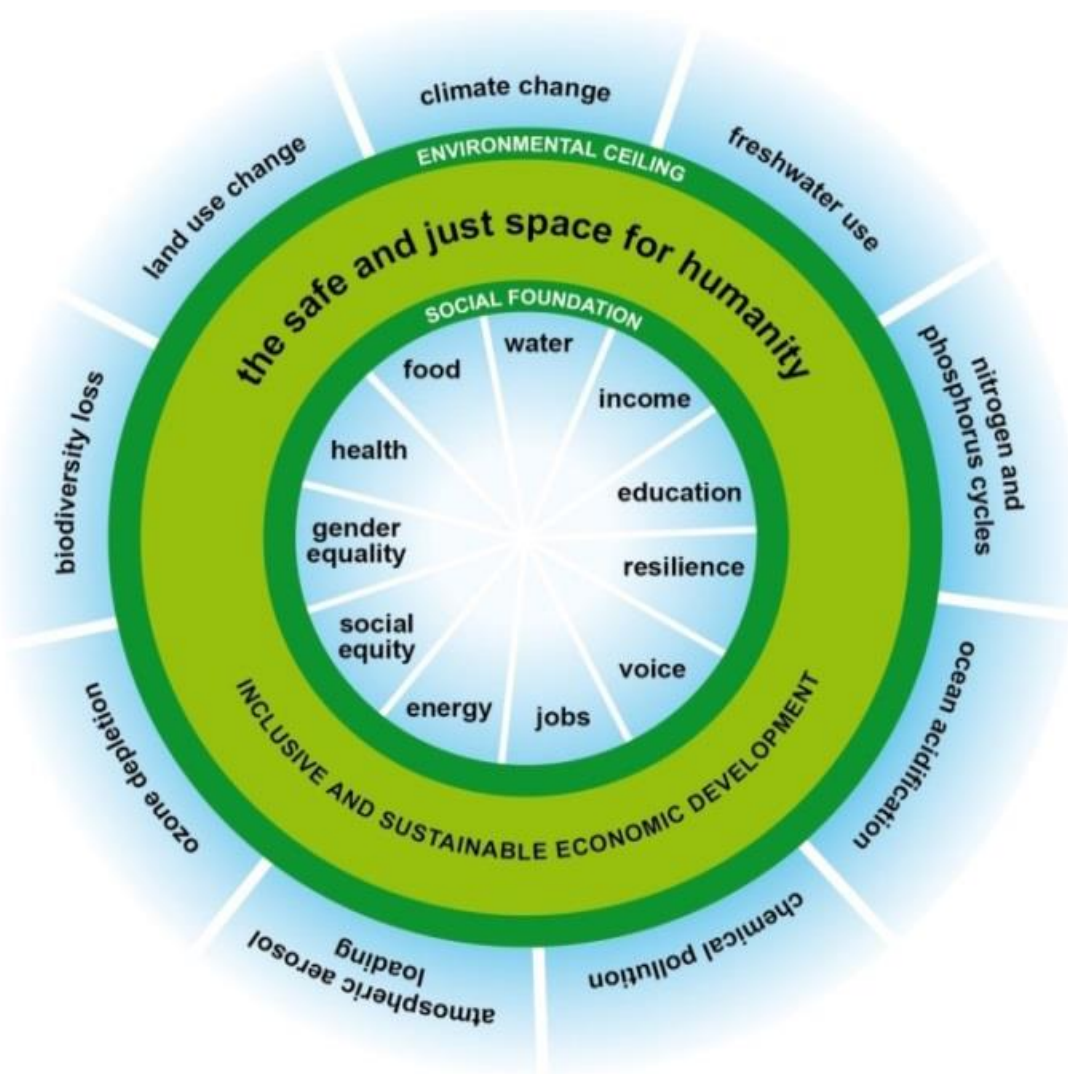 climate change
freshwater use
nitrogen and
phosphorus cycles
ocean acidification
chemical pollution
atmospheric aerosol
loading
ozone depletion
biodiversity loss
land use change
ENVIRONMENTAL CEILING
the safe and just space for humanity
SOCIAL FOUNDATION
water
income
education
resilience
voice
jobs
energy
social
equity
gender
equality
health
food
INCLUSIVE AND SUSTAINABLE ECONOMIC DEVELOPMENT